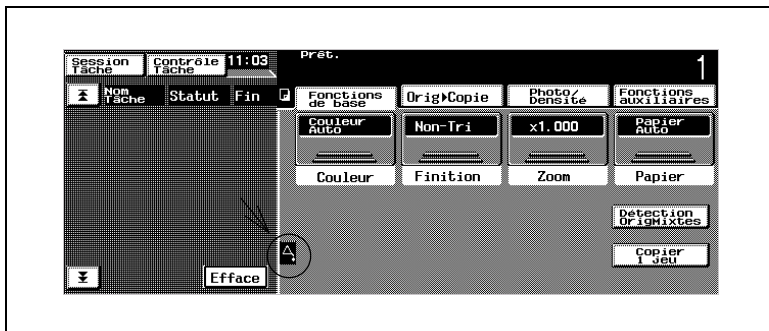 Prêt.
1
Session
Tâche
Contrôle
Tâche
11:03
Nom
Tâche
Statut
Fin
Fonctions
de base
Orig▶Copie
Photo/
Densité
Fonctions
auxiliaires
Couleur
Auto
Non-Tri
x1.000
Papier
Auto
Couleur
Finition
Zoom
Papier
Détection
OrigMixtes
Copier
1 Jeu
Efface